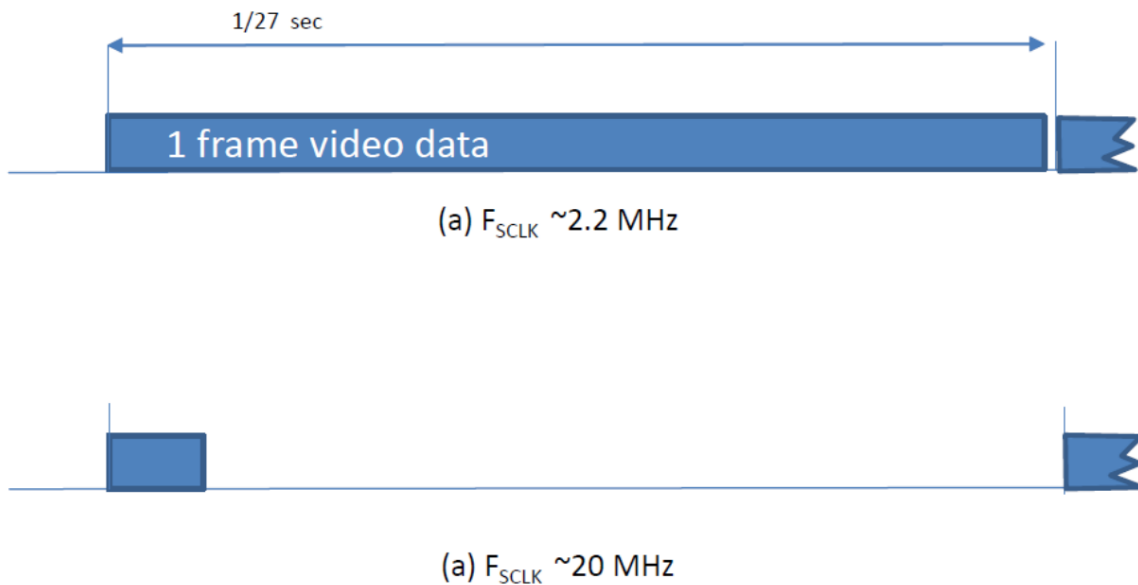 1/27 sec
1 frame video data
(a) F_SCLK ~2.2 MHz
(a) F_SCLK ~20 MHz